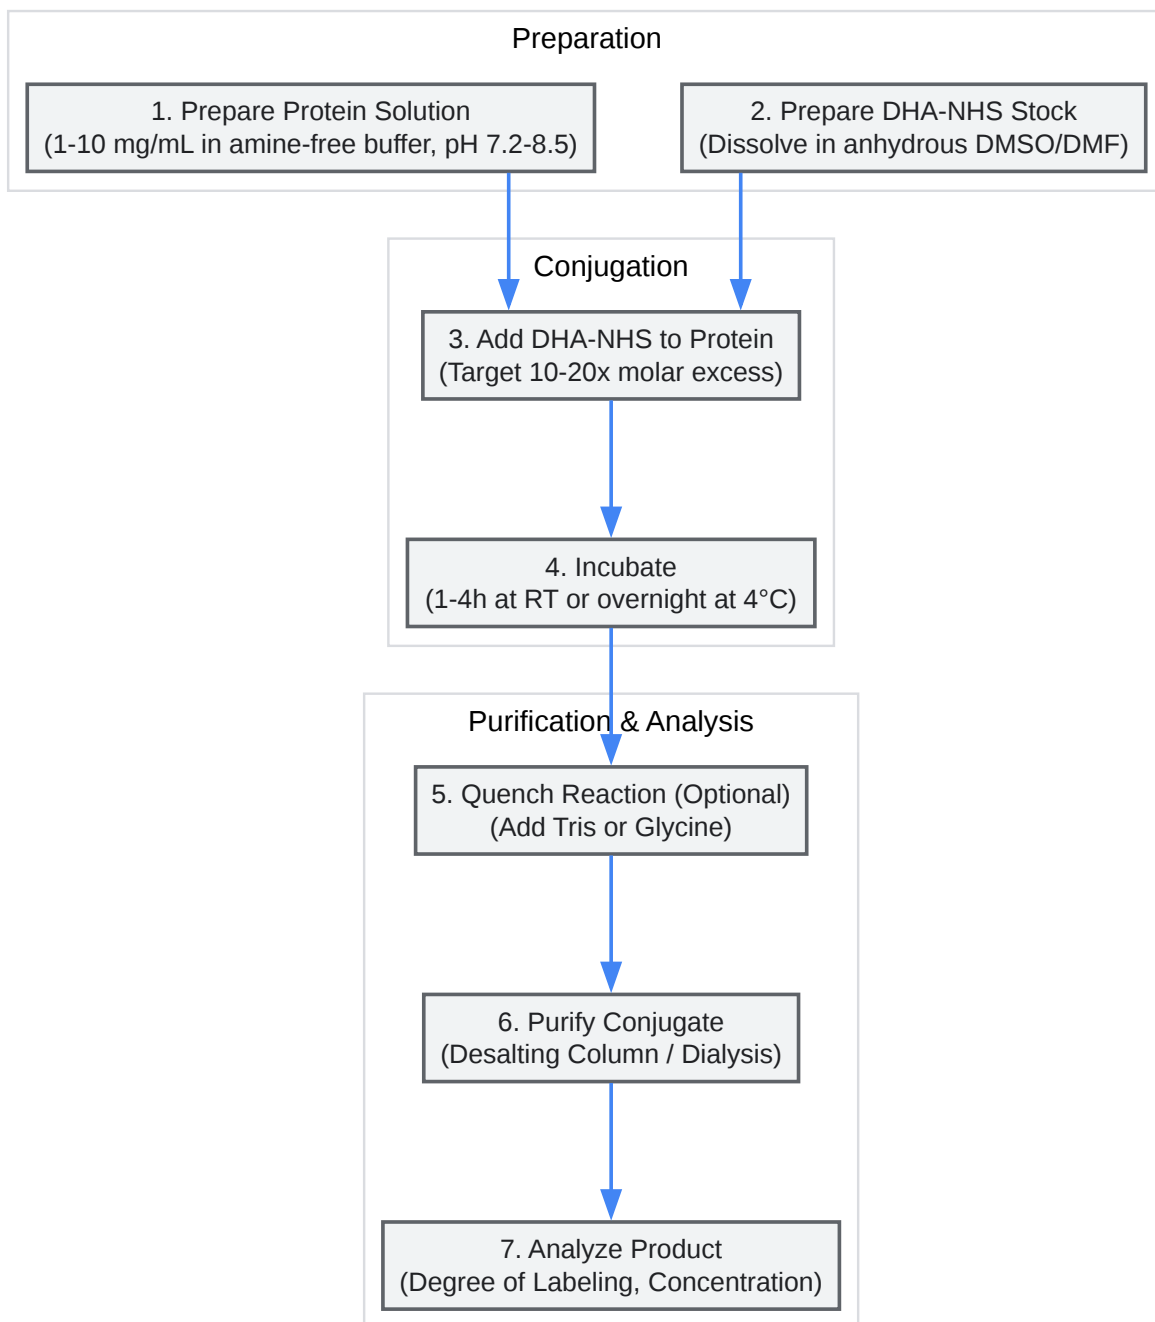 Preparation
1. Prepare Protein Solution
(1-10 mg/mL in amine-free buffer, pH 7.2-8.5)
2. Prepare DHA-NHS Stock
(Dissolve in anhydrous DMSO/DMF)
Conjugation
3. Add DHA-NHS to Protein
(Target 10-20x molar excess)
4. Incubate
(1-4h at RT or overnight at 4°C)
Purification & Analysis
5. Quench Reaction (Optional)
(Add Tris or Glycine)
6. Purify Conjugate
(Desalting Column / Dialysis)
7. Analyze Product
(Degree of Labeling, Concentration)